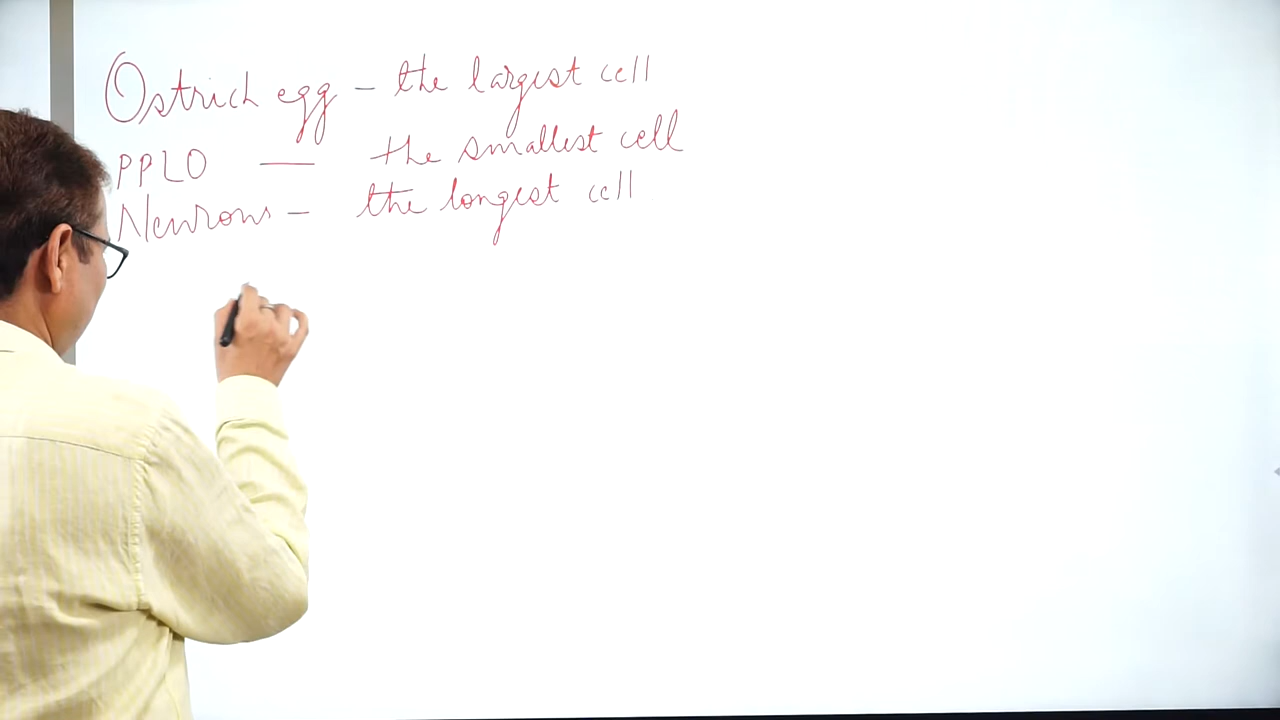 Ostrich egg - the largest cell
PPLO - the smallest cell
Neurons - the longest cell